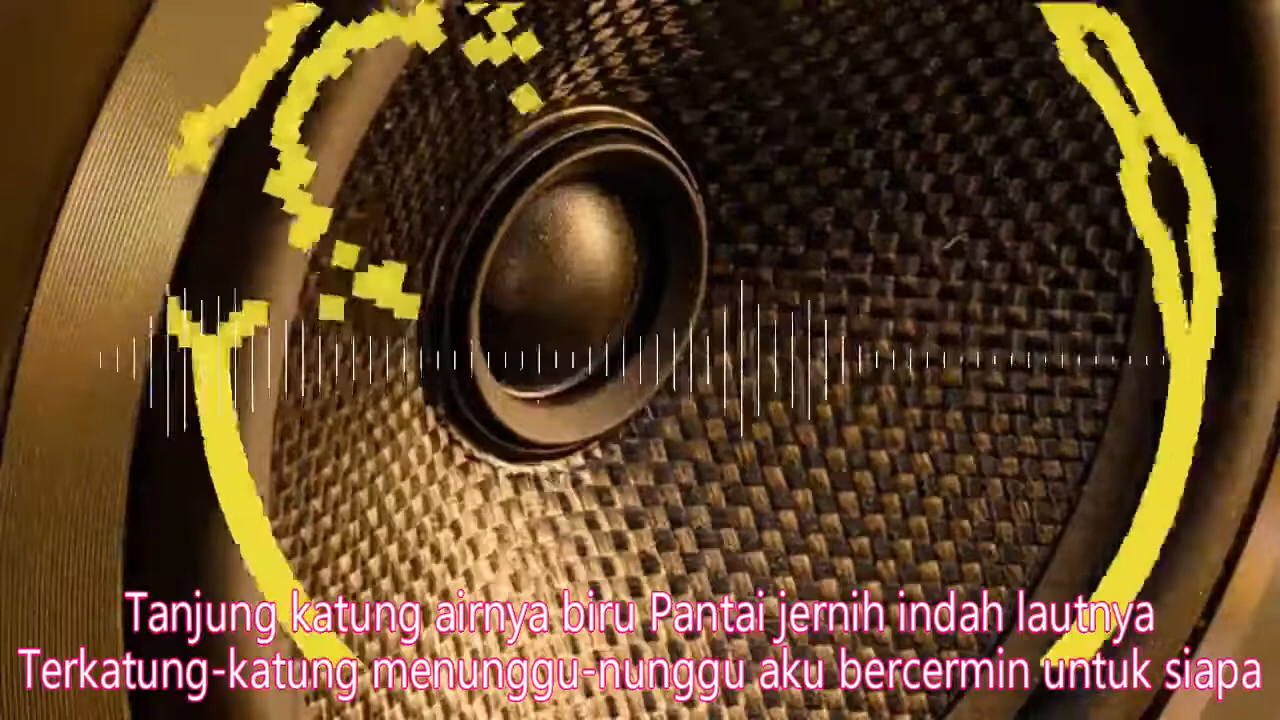 Tanjung katung airnya biru Pantai jernih indah lautnya
Terkatung-katung menunggu-nunggu aku bercermin untuk siapa